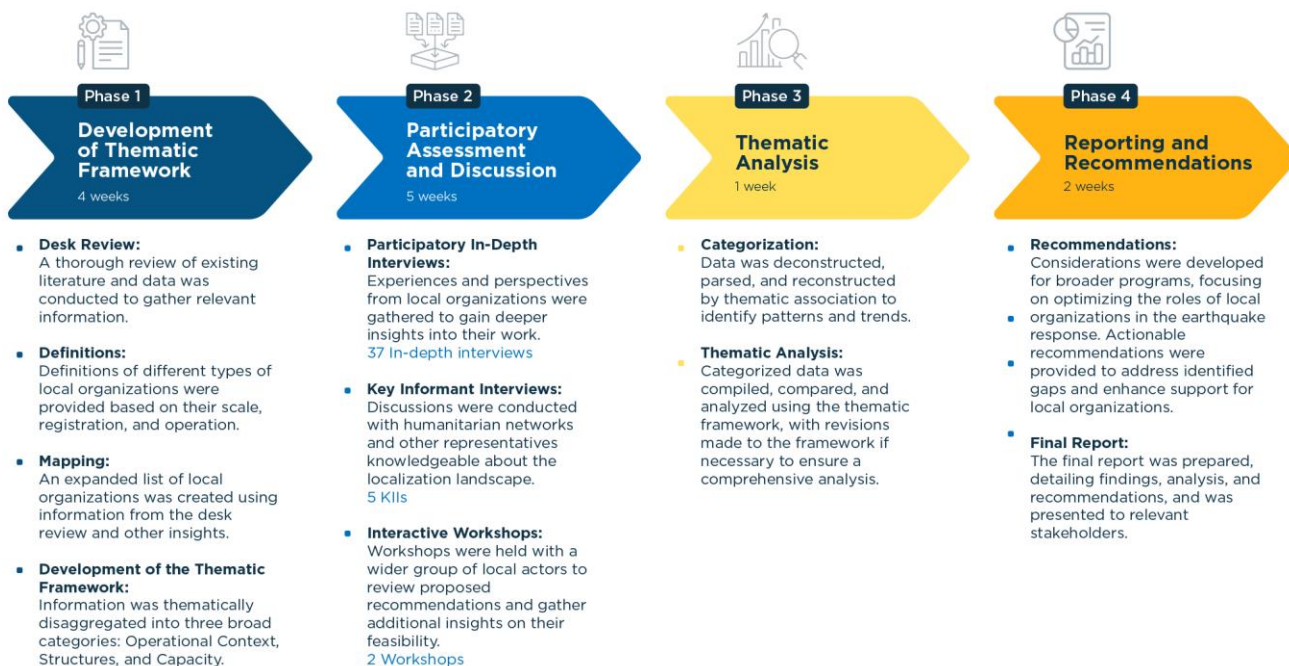 Phase 1
Development
of Thematic
Framework
4 weeks
Desk Review:
A thorough review of existing
literature and data was
conducted to gather relevant
information.
Definitions:
Definitions of different types of
local organizations were
provided based on their scale,
registration, and operation.
Mapping:
An expanded list of local
organizations was created using
information from the desk
review and other insights.
Development of the Thematic
Framework:
Information was thematically
disaggregated into three broad
categories: Operational Context,
Structures, and Capacity.
Phase 2
Participatory
Assessment
and Discussion
5 weeks
Participatory In-Depth
Interviews:
Experiences and perspectives
from local organizations were
gathered to gain deeper
insights into their work.
37 In-depth interviews
Key Informant Interviews:
Discussions were conducted
with humanitarian networks
and other representatives
knowledgeable about the
localization landscape.
5 KIIs
Interactive Workshops:
Workshops were held with a
wider group of local actors to
review proposed
recommendations and gather
additional insights on their
feasibility.
2 Workshops
Phase 3
Thematic
Analysis
1 week
Categorization:
Data was deconstructed,
parsed, and reconstructed
by thematic association to
identify patterns and trends.
Thematic Analysis:
Categorized data was
compiled, compared, and
analyzed using the thematic
framework, with revisions
made to the framework if
necessary to ensure a
comprehensive analysis.
Phase 4
Reporting and
Recommendations
2 weeks
Recommendations:
Considerations were developed
for broader programs, focusing
on optimizing the roles of local
organizations in the earthquake
response. Actionable
recommendations were
provided to address identified
gaps and enhance support for
local organizations.
Final Report:
The final report was prepared,
detailing findings, analysis, and
recommendations, and was
presented to relevant
stakeholders.